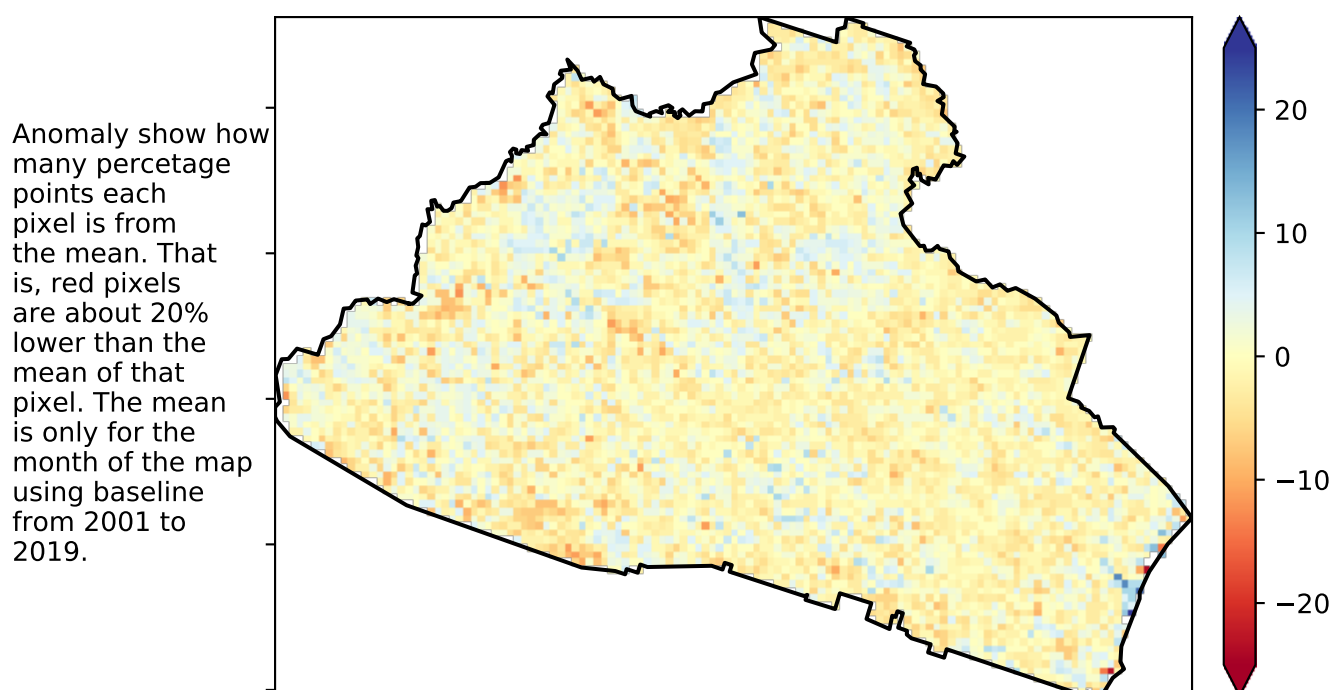 Anomaly show how
many percetage
points each
pixel is from
the mean. That
is, red pixels
are about 20%
lower than the
mean of that
pixel. The mean
is only for the
month of the map
using baseline
from 2001 to
2019.
20
10
0
−10
−20